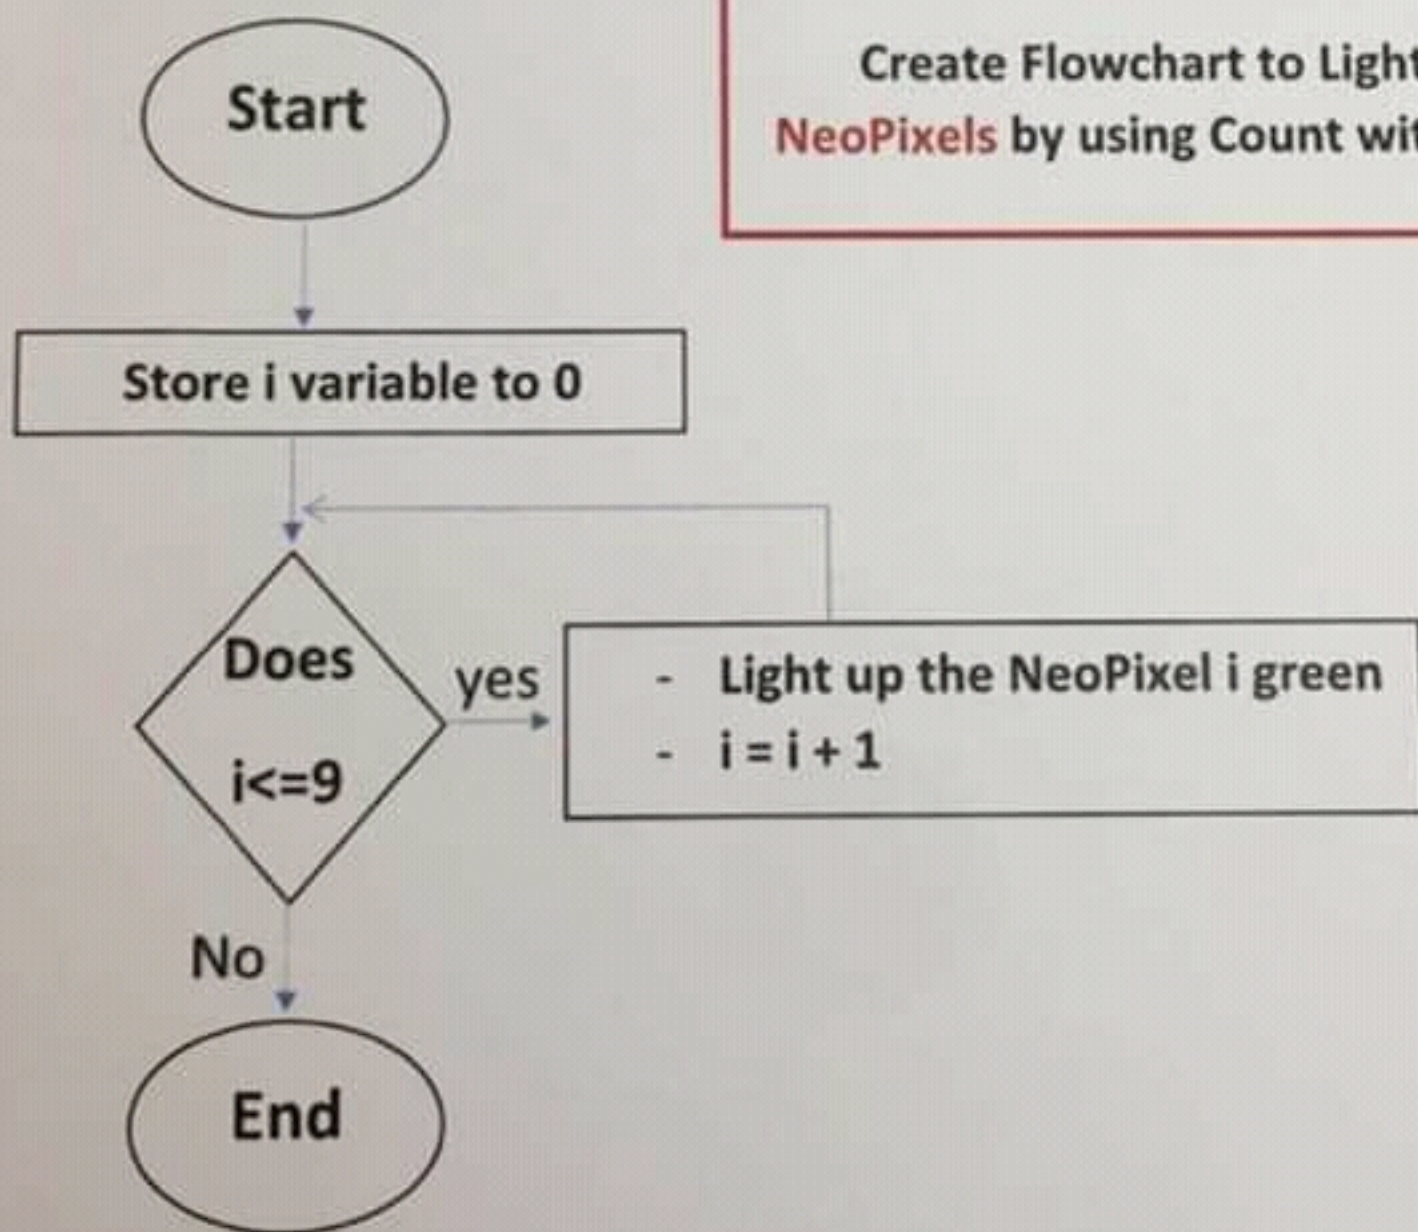 Start
Create Flowchart to Light
NeoPixels by using Count
Store i variable to 0
Does
i<=9
yes
- Light up the NeoPixel i green
- i = i + 1
No
End